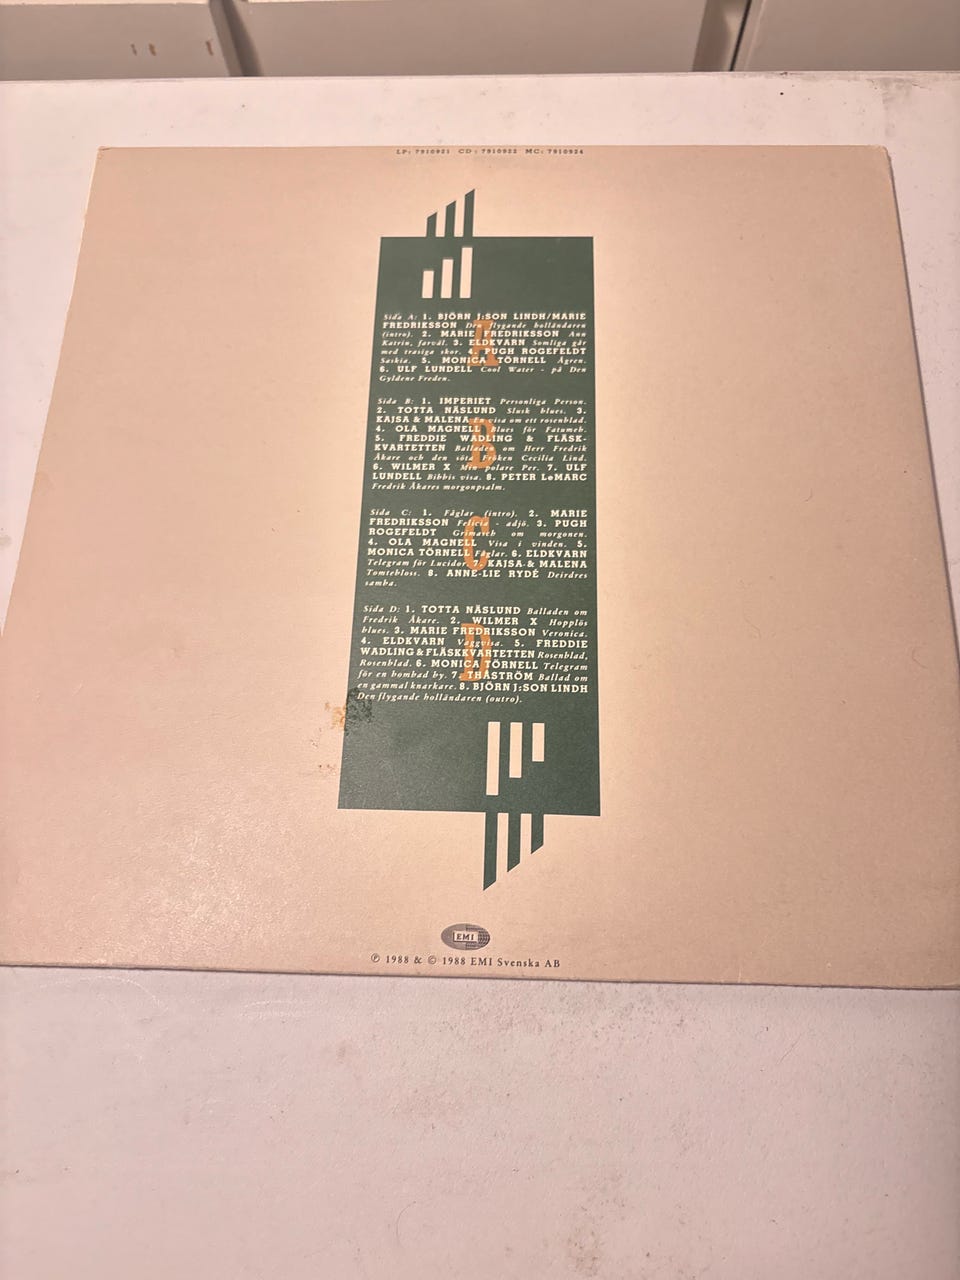 LP: 7910921 CD: 7910922 MC: 7910924
Sida A: 1. BJÖRN J:SON LINDH/MARIE
FREDRIKSSON Den flygande holländaren
(intro). 2. MARIE FREDRIKSSON Ann
Katrin, farväl. 3. ELDKVARN Somliga går
med trasiga skor. 4. PUGH ROGEFELDT
Saskia. 5. MONICA TÖRNELL Ågren.
6. ULF LUNDELL Cool Water - på Den
Gyldene Freden.
A
Sida B: 1. IMPERIET Personliga Person.
2. TOTTA NÄSLUND Slusk blues. 3.
KAJSA & MALENA En visa om ett rosenblad.
4. OLA MAGNELL Blues för Fatumeh.
5. FREDDIE WADLING & FLÄSK-
KVARTETTEN Balladen om Herr Fredrik
Åkare och den söta Fröken Cecilia Lind.
6. WILMER X Min polare Per. 7. ULF
LUNDELL Bibbis visa. 8. PETER LeMARC
Fredrik Åkares morgonpsalm.
B
Sida C: 1. Fåglar (intro). 2. MARIE
FREDRIKSSON Felicia - adjö. 3. PUGH
ROGEFELDT Grimasch om morgonen.
4. OLA MAGNELL Visa i vinden. 5.
MONICA TÖRNELL Fåglar. 6. ELDKVARN
Telegram för Lucidor. 7. KAJSA & MALENA
Tomtebloss. 8. ANNE-LIE RYDÉ Deirdres
samba.
C
Sida D: 1. TOTTA NÄSLUND Balladen om
Fredrik Åkare. 2. WILMER X Hopplös
blues. 3. MARIE FREDRIKSSON Veronica.
4. ELDKVARN Vaggvisa. 5. FREDDIE
WADLING & FLÄSKKVARTETTEN Rosenblad,
Rosenblad. 6. MONICA TÖRNELL Telegram
för en bombad by. 7. THÅSTRÖM Ballad om
en gammal knarkare. 8. BJÖRN J:SON LINDH
Den flygande holländaren (outro).
D
EMI
℗ 1988 & © 1988 EMI Svenska AB